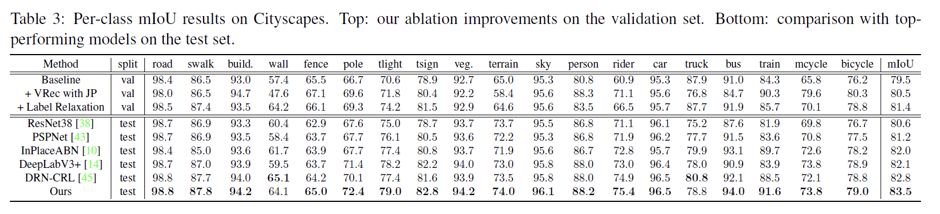 Table 3: Per-class mIoU results on Cityscapes. Top: our ablation improvements on the validation set. Bottom: comparison with top-
performing models on the test set.
Method split road swalk build. wall fence pole tlight tsign veg. terrain sky person rider car truck bus train mcycle bicycle mIoU
Baseline val 98.4 86.5 93.0 57.4 65.5 66.7 70.6 78.9 92.7 65.0 95.3 80.8 60.9 95.3 87.9 91.0 84.3 65.8 76.2 79.5
+ VRec with JP val 98.0 86.5 94.7 47.6 67.1 69.6 71.8 80.4 92.2 58.4 95.6 88.3 71.1 95.6 76.8 84.7 90.3 79.6 80.3 80.5
+ Label Relaxation val 98.5 87.4 93.5 64.2 66.1 69.3 74.2 81.5 92.9 64.6 95.6 83.5 66.5 95.7 87.7 91.9 85.7 70.1 78.8 81.4
ResNet38 [38] test 98.7 86.9 93.3 60.4 62.9 67.6 75.0 78.7 93.7 73.7 95.5 86.8 71.1 96.1 75.2 87.6 81.9 69.8 76.7 80.6
PSPNet [43] test 98.7 86.9 93.5 58.4 63.7 67.7 76.1 80.5 93.6 72.2 95.3 86.8 71.9 96.2 77.7 91.5 83.6 70.8 77.5 81.2
InPlaceABN [10] test 98.4 85.0 93.6 61.7 63.9 67.7 77.4 80.8 93.7 71.9 95.6 86.7 72.8 95.7 79.9 93.1 89.7 72.6 78.2 82.0
DeepLabV3+ [14] test 98.7 87.0 93.9 59.5 63.7 71.4 78.2 82.2 94.0 73.0 95.8 88.0 73.0 96.4 78.0 90.9 83.9 73.8 78.9 82.1
DRN-CRL [45] test 98.8 87.7 94.0 65.1 64.2 70.1 77.4 81.6 93.9 73.5 95.8 88.0 74.9 96.5 80.8 92.1 88.5 72.1 78.8 82.8
Ours test 98.8 87.8 94.2 64.1 65.0 72.4 79.0 82.8 94.2 74.0 96.1 88.2 75.4 96.5 78.8 94.0 91.6 73.8 79.0 83.5